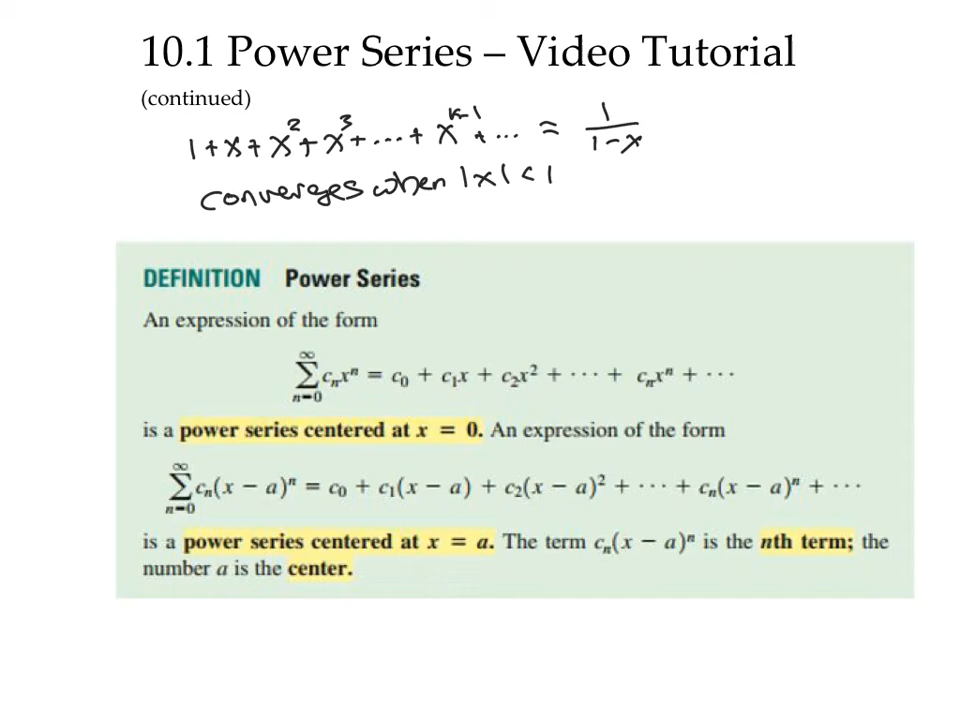 10.1 Power Series – Video Tutorial
(continued)
1 + x + x² + x³ + ... + x^{k-1} + ... = 1/(1-x)
converges when |x| < 1
DEFINITION Power Series
An expression of the form
∑_{n=0}^{∞} cₙxⁿ = c₀ + c₁x + c₂x² + ··· + cₙxⁿ + ···
is a power series centered at x = 0. An expression of the form
∑_{n=0}^{∞} cₙ(x − a)ⁿ = c₀ + c₁(x − a) + c₂(x − a)² + ··· + cₙ(x − a)ⁿ + ···
is a power series centered at x = a. The term cₙ(x − a)ⁿ is the nth term; the
number a is the center.